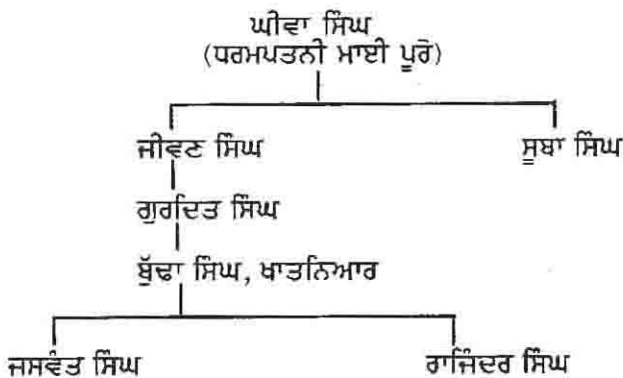 ਘੀਵਾ ਸਿੰਘ
(ਧਰਮਪਤਨੀ ਮਾਈ ਪੂਰੋ)
ਜੀਵਣ ਸਿੰਘ ਸੂਬਾ ਸਿੰਘ
ਗੁਰਦਿਤ ਸਿੰਘ
ਬੁੱਢਾ ਸਿੰਘ, ਖਾਤਨਿਆਰ
ਜਸਵੰਤ ਸਿੰਘ ਰਾਜਿੰਦਰ ਸਿੰਘ